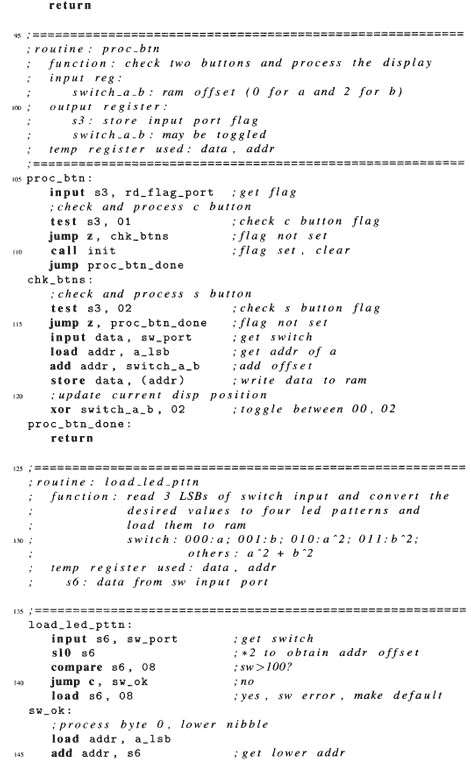 return
95 ;=====================================================
;routine: proc_btn
;  function: check two buttons and process the display
;  input reg:
;     switch_a_b: ram offset (0 for a and 2 for b)
100 ;  output register:
;     s3: store input port flag
;     switch_a_b: may be toggled
;  temp register used: data, addr
;=====================================================
105 proc_btn:
input s3, rd_flag_port ;get flag
;check and process c button
test s3, 01 ;check c button flag
jump z, chk_btns ;flag not set
110 call init ;flag set, clear
jump proc_btn_done
chk_btns:
;check and process s button
test s3, 02 ;check s button flag
115 jump z, proc_btn_done ;flag not set
input data, sw_port ;get switch
load addr, a_lsb ;get addr of a
add addr, switch_a_b ;add offset
store data, (addr) ;write data to ram
120 ;update current disp position
xor switch_a_b, 02 ;toggle between 00, 02
proc_btn_done:
return
125 ;=====================================================
;routine: load_led_pttn
;  function: read 3 LSBs of switch input and convert the
;            desired values to four led patterns and
;            load them to ram
130 ;            switch: 000:a; 001:b; 010:a^2; 011:b^2;
;                    others: a^2 + b^2
;  temp register used: data, addr
;    s6: data from sw input port
135 ;=====================================================
load_led_pttn:
input s6, sw_port ;get switch
sl0 s6 ;*2 to obtain addr offset
compare s6, 08 ;sw>100?
140 jump c, sw_ok ;no
load s6, 08 ;yes, sw error, make default
sw_ok:
;process byte 0, lower nibble
load addr, a_lsb
145 add addr, s6 ;get lower addr